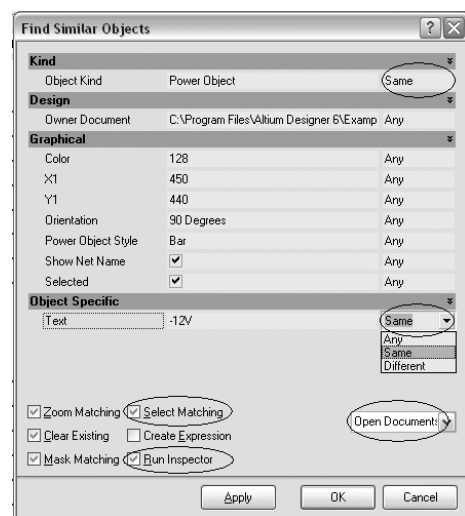 Find Similar Objects
Kind
Object Kind Power Object Same
Design
Owner Document C:\Program Files\Altium Designer 6\Examp Any
Graphical
Color 128 Any
X1 450 Any
Y1 440 Any
Orientation 90 Degrees Any
Power Object Style Bar Any
Show Net Name Any
Selected Any
Object Specific
Text -12V Same
Any
Same
Different
Zoom Matching Select Matching Open Documents
Clear Existing Create Expression
Mask Matching Run Inspector
Apply OK Cancel